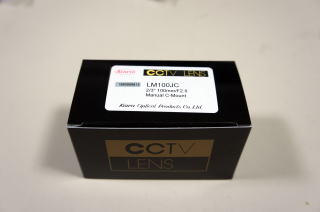 Kowa
CCTV
LENS
LM100JC
2/3" 100mm/F2.8
Manual C-Mount
Kowa Optical Products Co.,Ltd.
CCTV
LENS